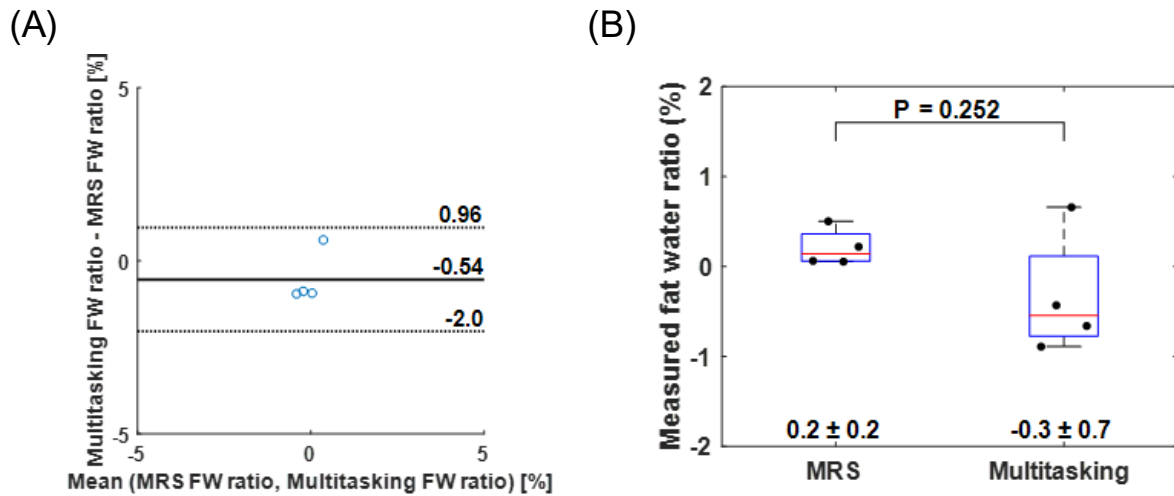 (A)
Multitasking FW ratio - MRS FW ratio [%]
5
0
-5
0.96
-0.54
-2.0
-5
0
5
Mean (MRS FW ratio, Multitasking FW ratio) [%]
(B)
Measured fat water ratio (%)
2
1
0
-1
-2
P = 0.252
0.2 ± 0.2
-0.3 ± 0.7
MRS
Multitasking